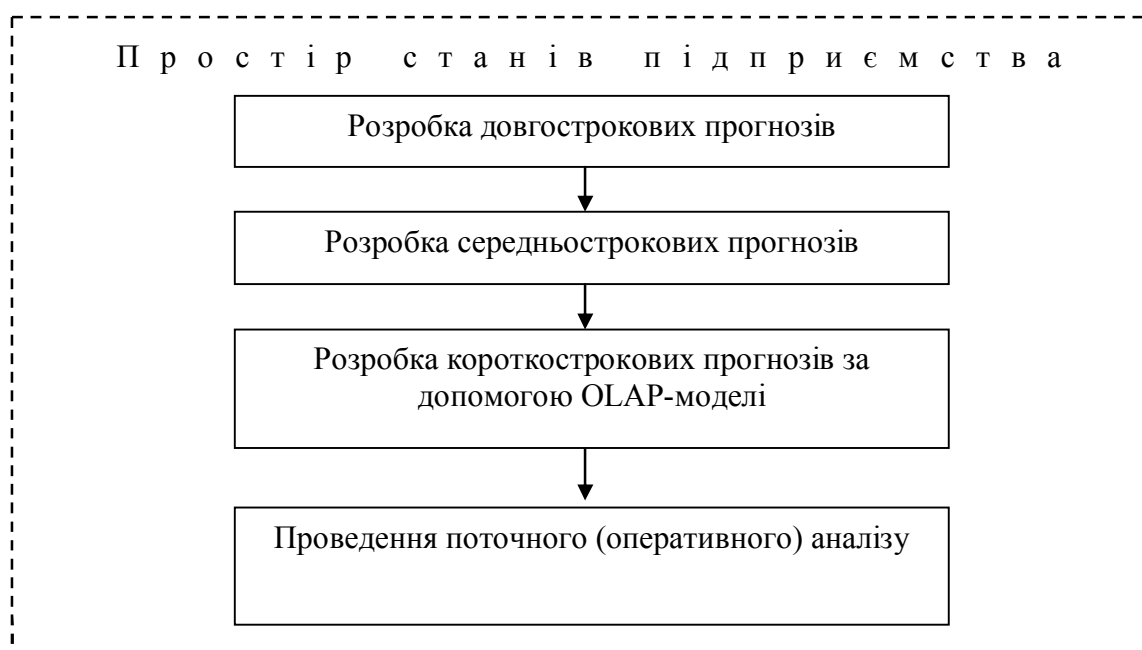 Простір станів підприємства
Розробка довгострокових прогнозів
Розробка середньострокових прогнозів
Розробка короткострокових прогнозів за
допомогою OLAP-моделі
Проведення поточного (оперативного) аналізу